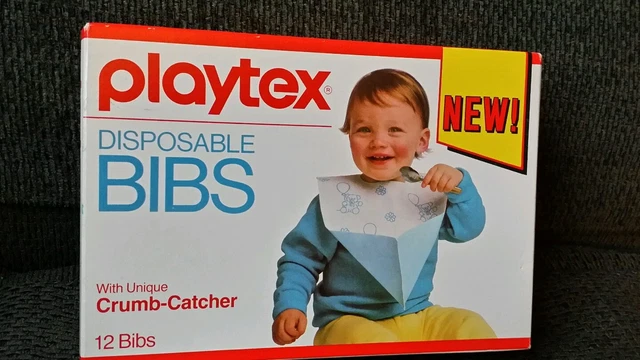 playtex®
NEW!
DISPOSABLE
BIBS
With Unique
Crumb-Catcher
12 Bibs